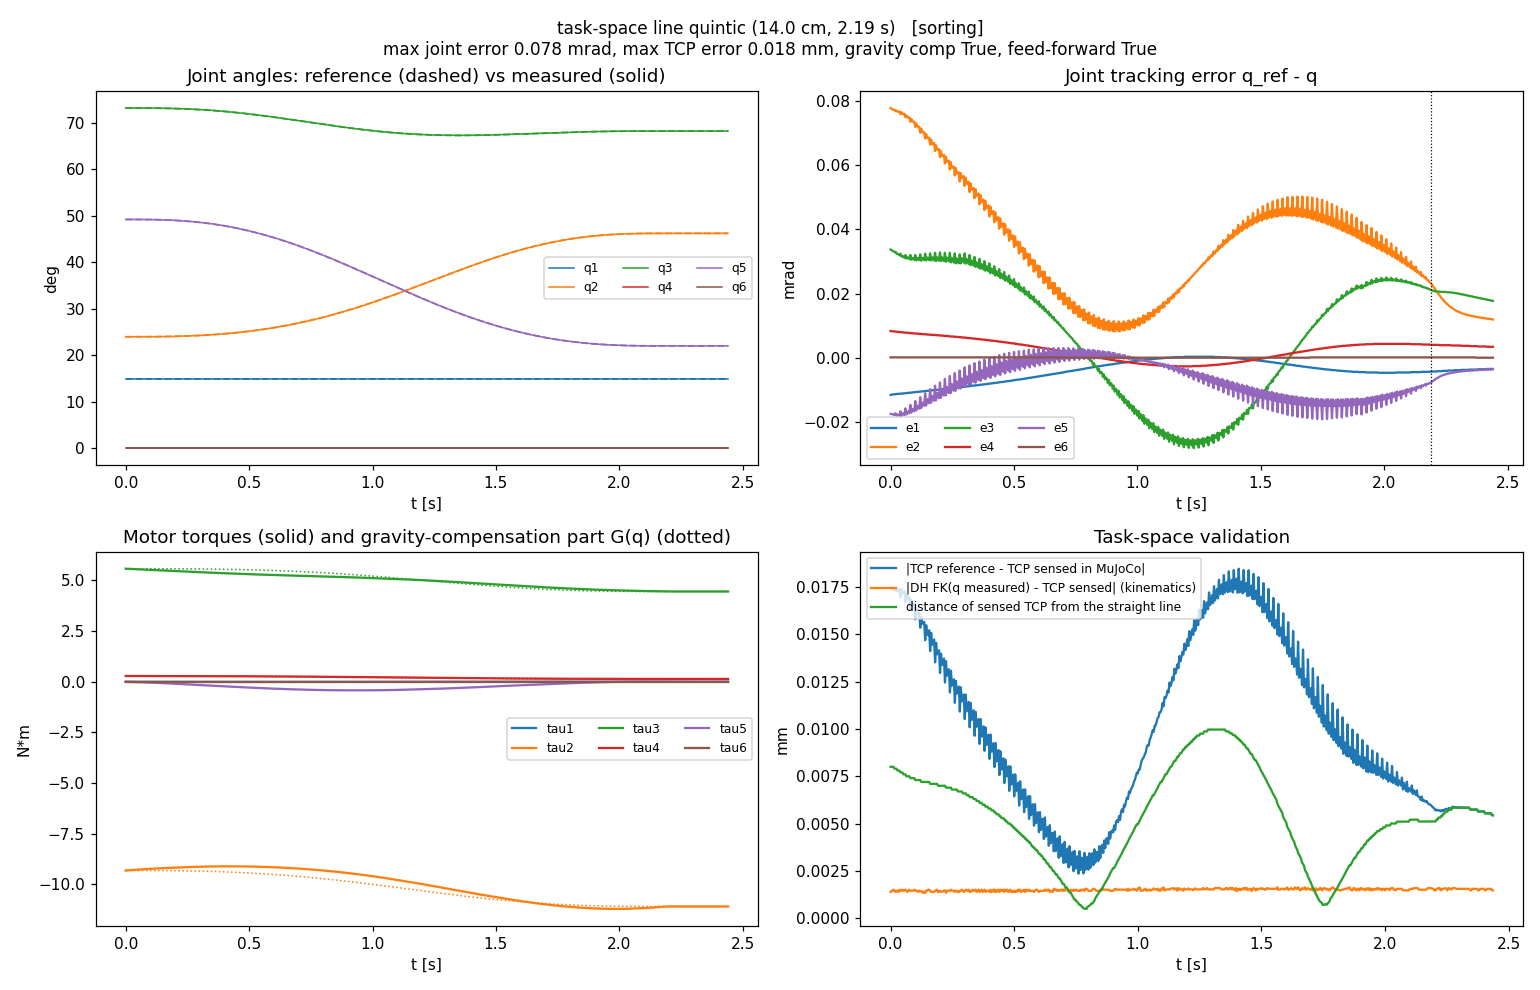 task-space line quintic (14.0 cm, 2.19 s)   [sorting]
max joint error 0.078 mrad, max TCP error 0.018 mm, gravity comp True, feed-forward True
Joint angles: reference (dashed) vs measured (solid)
70
60
50
40
30
20
10
0
deg
q1 q3 q5
q2 q4 q6
0.0 0.5 1.0 1.5 2.0 2.5
t [s]
Joint tracking error q_ref - q
0.08
0.06
0.04
0.02
0.00
−0.02
mrad
e1 e3 e5
e2 e4 e6
0.0 0.5 1.0 1.5 2.0 2.5
t [s]
Motor torques (solid) and gravity-compensation part G(q) (dotted)
5.0
2.5
0.0
−2.5
−5.0
−7.5
−10.0
N*m
tau1 tau3 tau5
tau2 tau4 tau6
0.0 0.5 1.0 1.5 2.0 2.5
t [s]
Task-space validation
|TCP reference - TCP sensed in MuJoCo|
|DH FK(q measured) - TCP sensed| (kinematics)
distance of sensed TCP from the straight line
0.0175
0.0150
0.0125
0.0100
0.0075
0.0050
0.0025
0.0000
mm
0.0 0.5 1.0 1.5 2.0 2.5
t [s]